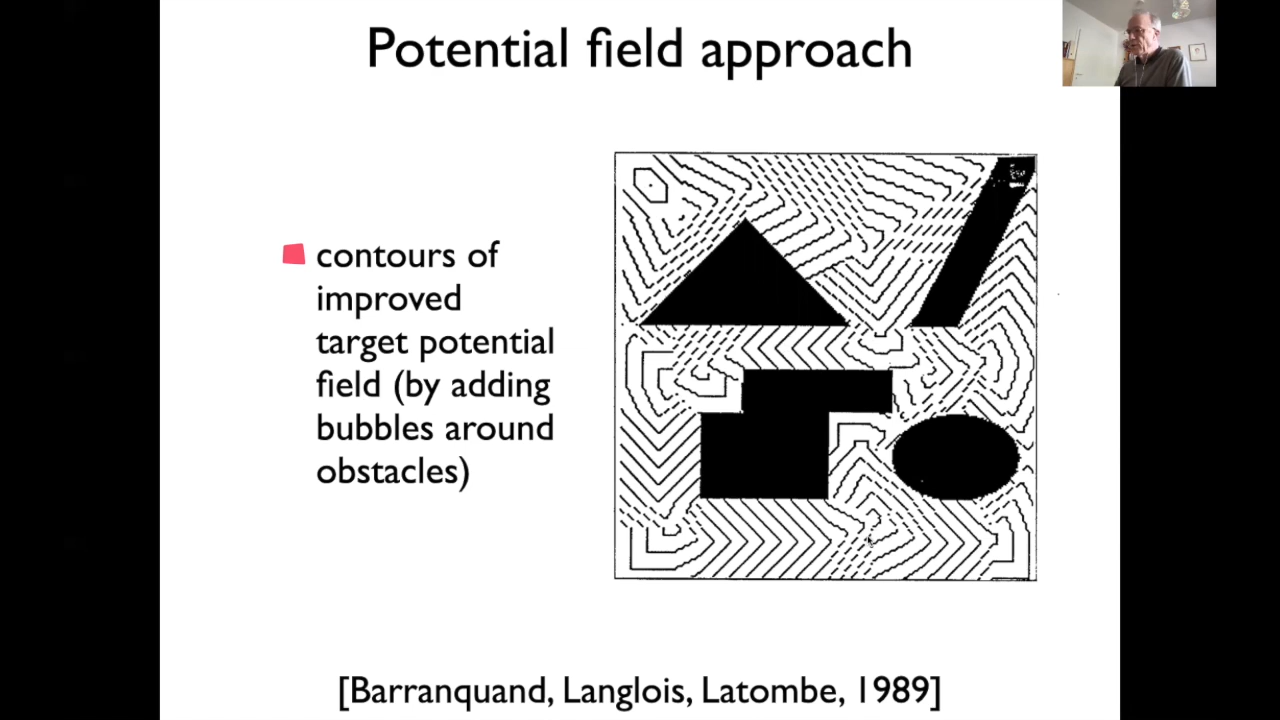 Potential field approach
contours of
improved
target potential
field (by adding
bubbles around
obstacles)
[Barranquand, Langlois, Latombe, 1989]